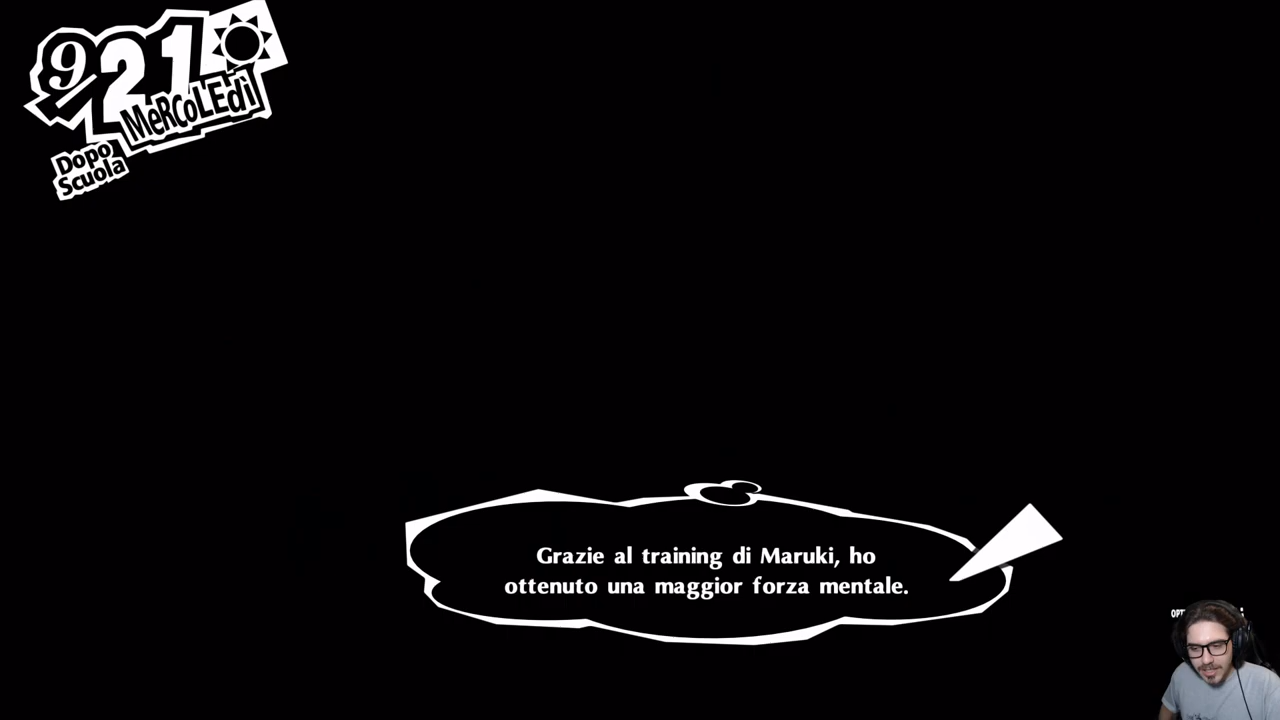 9/21
MeRCoLEdì
Dopo
Scuola
Grazie al training di Maruki, ho
ottenuto una maggior forza mentale.